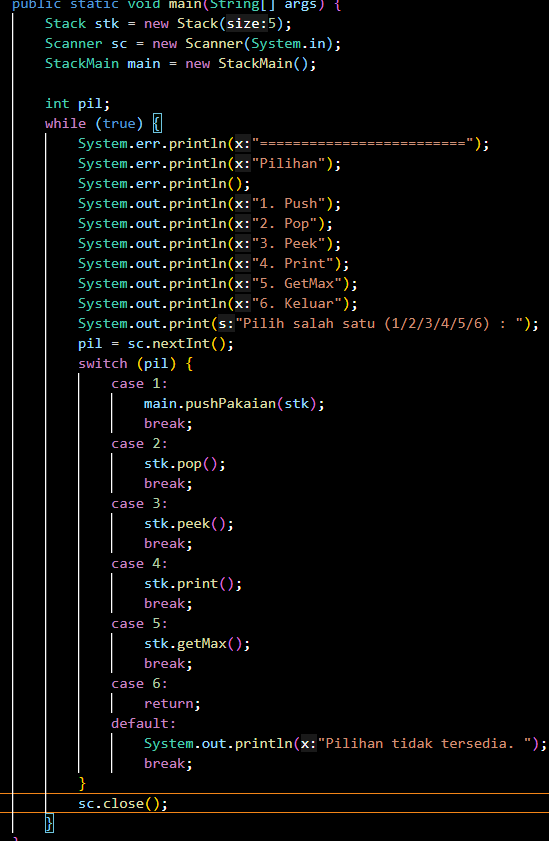 public static void main(String[] args) {
Stack stk = new Stack(size:5);
Scanner sc = new Scanner(System.in);
StackMain main = new StackMain();
int pil;
while (true) {
System.err.println(x:"=========================");
System.err.println(x:"Pilihan");
System.err.println();
System.out.println(x:"1. Push");
System.out.println(x:"2. Pop");
System.out.println(x:"3. Peek");
System.out.println(x:"4. Print");
System.out.println(x:"5. GetMax");
System.out.println(x:"6. Keluar");
System.out.print(s:"Pilih salah satu (1/2/3/4/5/6) : ");
pil = sc.nextInt();
switch (pil) {
case 1:
main.pushPakaian(stk);
break;
case 2:
stk.pop();
break;
case 3:
stk.peek();
break;
case 4:
stk.print();
break;
case 5:
stk.getMax();
break;
case 6:
return;
default:
System.out.println(x:"Pilihan tidak tersedia. ");
break;
}
sc.close();
}
}